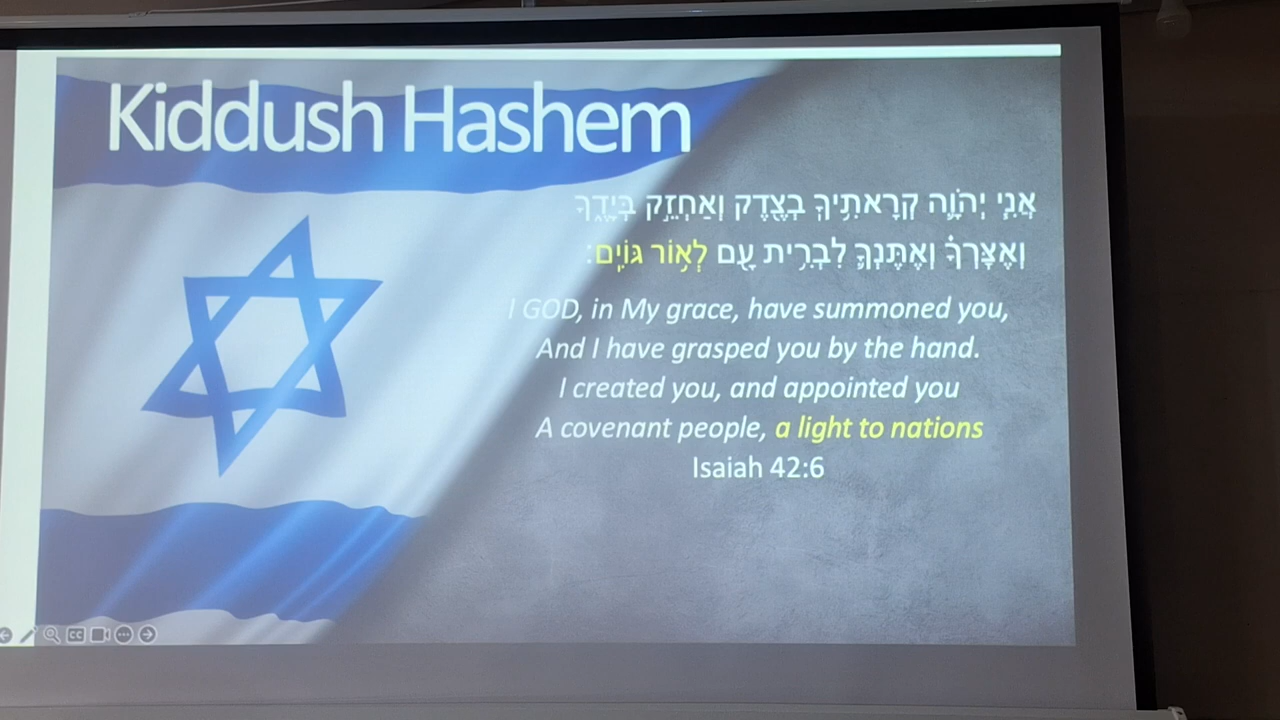 Kiddush Hashem
אֲנִ֧י יְהֹוָ֛ה קְרָאתִ֥יךָֽ בְצֶ֖דֶק וְאַחְזֵ֣ק בְּיָדֶ֑ךָ
וְאֶצׇּרְךָ֗ וְאֶתֶּנְךָ֛ לִבְרִ֥ית עָ֖ם לְא֥וֹר גּוֹיִֽם׃
I GOD, in My grace, have summoned you,
And I have grasped you by the hand.
I created you, and appointed you
A covenant people, a light to nations
Isaiah 42:6
CC